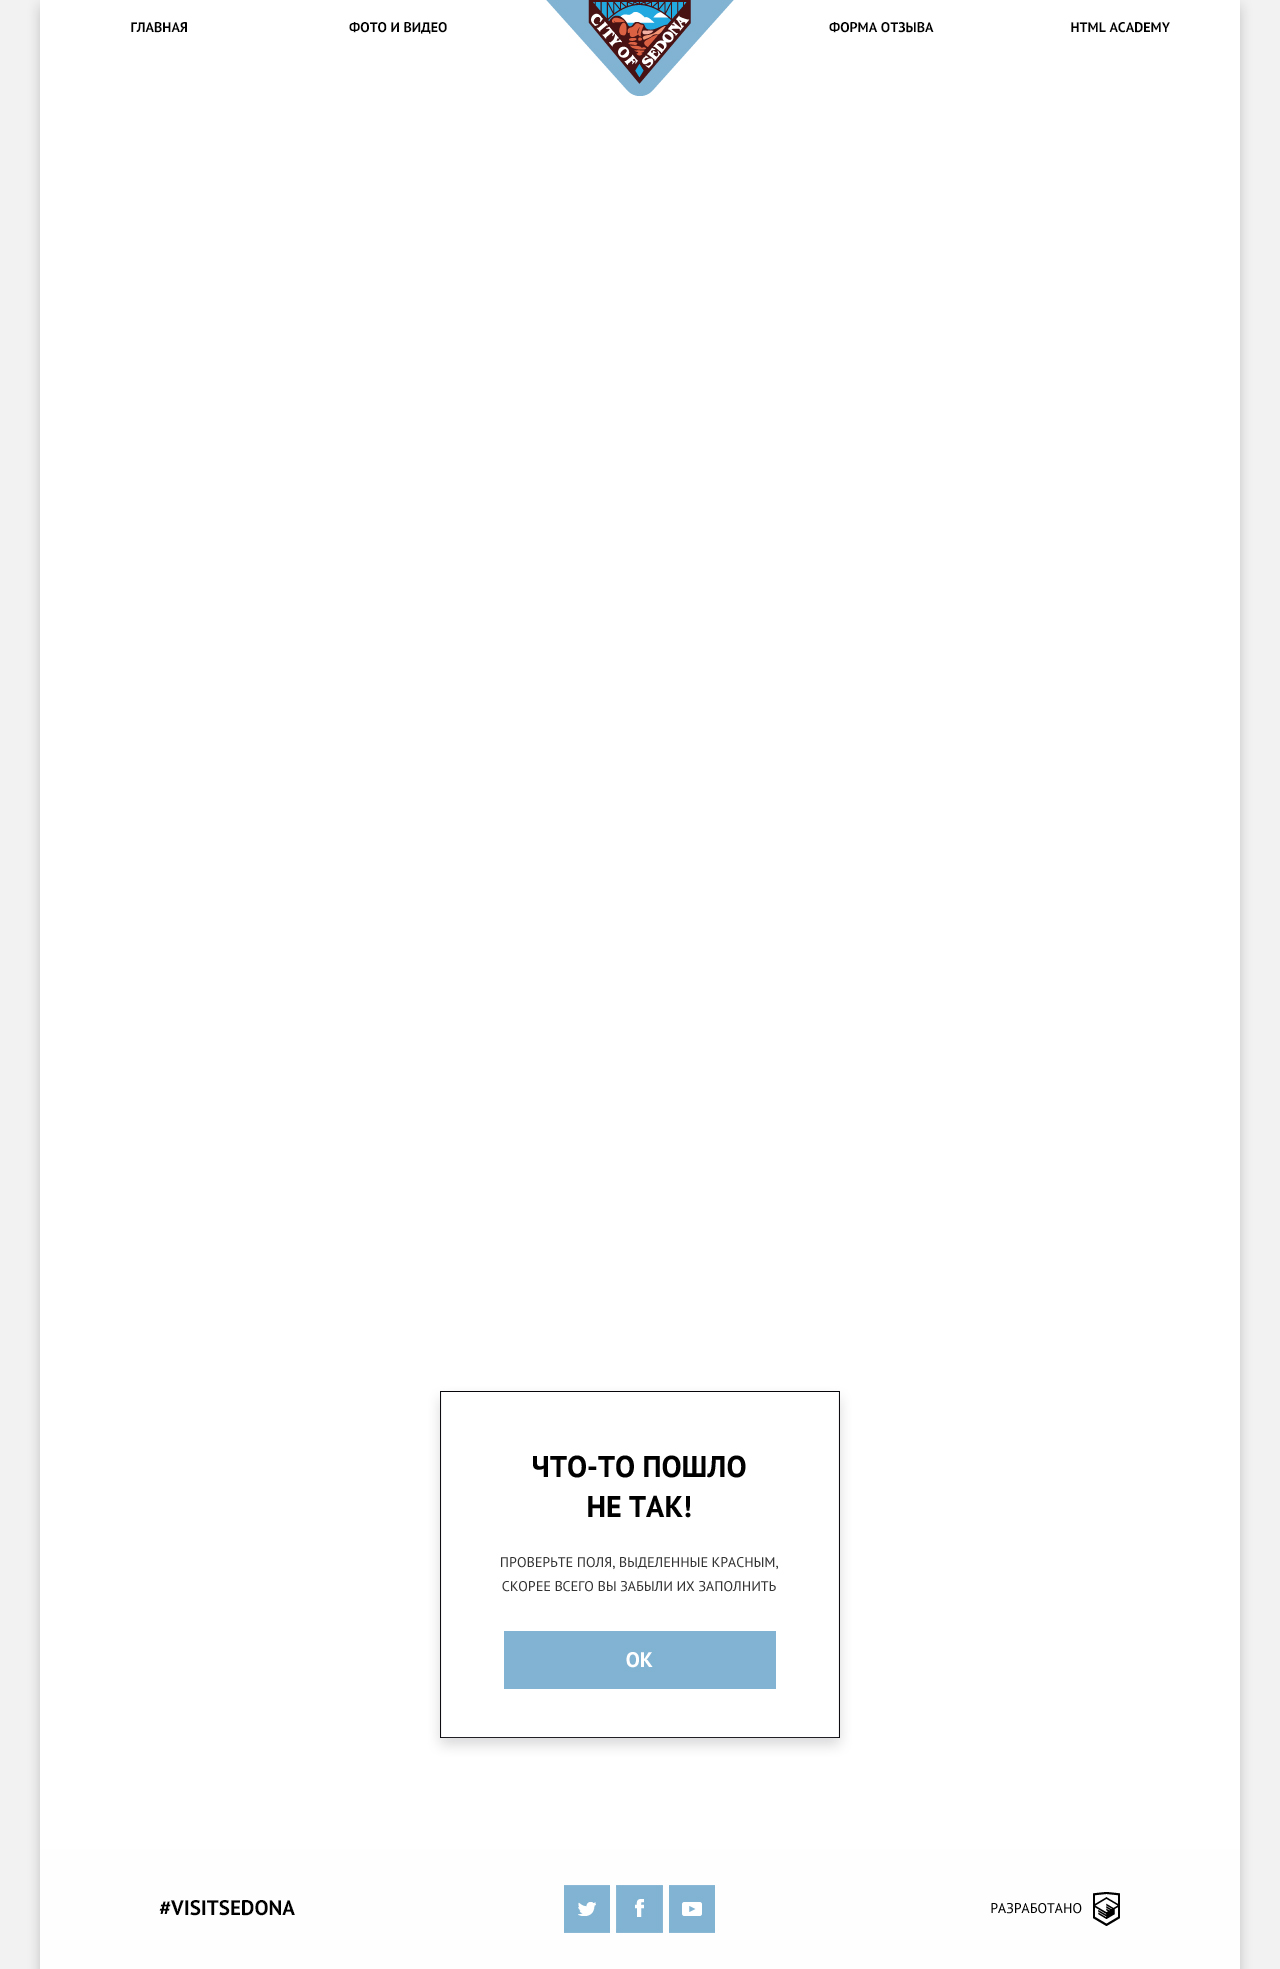 ГЛАВНАЯ
ФОТО И ВИДЕО
CITY OF SEDONA
ФОРМА ОТЗЫВА
HTML ACADEMY
ЧТО-ТО ПОШЛО
НЕ ТАК!
ПРОВЕРЬТЕ ПОЛЯ, ВЫДЕЛЕННЫЕ КРАСНЫМ,
СКОРЕЕ ВСЕГО ВЫ ЗАБЫЛИ ИХ ЗАПОЛНИТЬ
ОК
#VISITSEDONA
РАЗРАБОТАНО